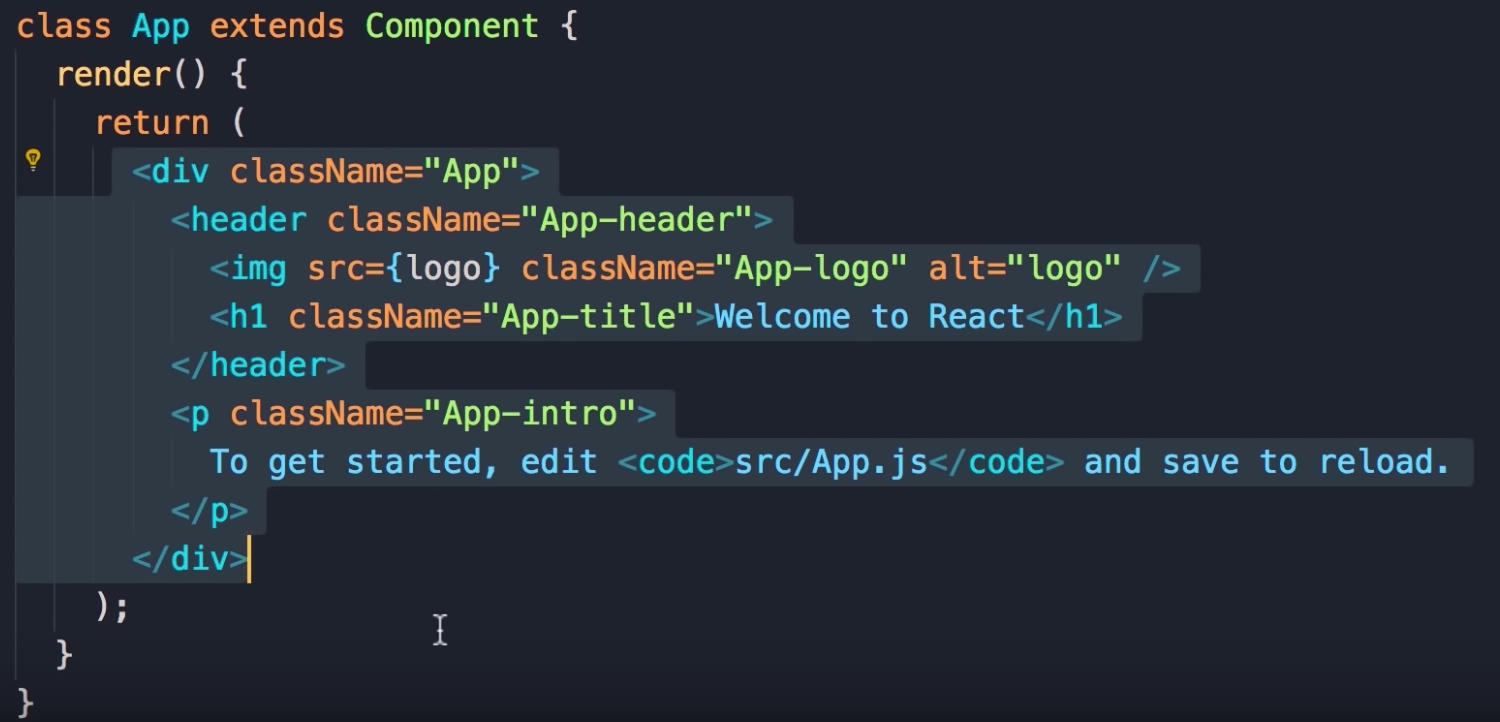 class App extends Component {
  render() {
    return (
      <div className="App">
        <header className="App-header">
          <img src={logo} className="App-logo" alt="logo" />
          <h1 className="App-title">Welcome to React</h1>
        </header>
        <p className="App-intro">
          To get started, edit <code>src/App.js</code> and save to reload.
        </p>
      </div>
    );
  }
}